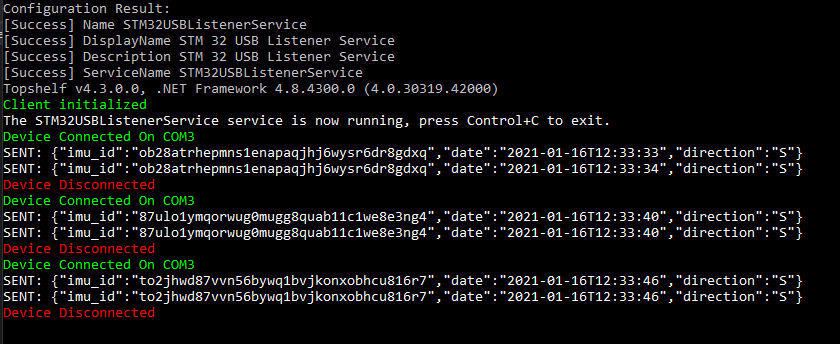 Configuration Result:
[Success] Name STM32USBListenerService
[Success] DisplayName STM 32 USB Listener Service
[Success] Description STM 32 USB Listener Service
[Success] ServiceName STM32USBListenerService
Topshelf v4.3.0.0, .NET Framework 4.8.4300.0 (4.0.30319.42000)
Client initialized
The STM32USBListenerService service is now running, press Control+C to exit.
Device Connected On COM3
SENT: {"imu_id":"ob28atrhepmns1enapaqjhj6wysr6dr8gdxq","date":"2021-01-16T12:33:33","direction":"S"}
SENT: {"imu_id":"ob28atrhepmns1enapaqjhj6wysr6dr8gdxq","date":"2021-01-16T12:33:34","direction":"S"}
Device Disconnected
Device Connected On COM3
SENT: {"imu_id":"87ulo1ymqorwug0mugg8quab11c1we8e3ng4","date":"2021-01-16T12:33:40","direction":"S"}
SENT: {"imu_id":"87ulo1ymqorwug0mugg8quab11c1we8e3ng4","date":"2021-01-16T12:33:40","direction":"S"}
Device Disconnected
Device Connected On COM3
SENT: {"imu_id":"to2jhwd87vvn56bywq1bvjkonxobhcu816r7","date":"2021-01-16T12:33:46","direction":"S"}
SENT: {"imu_id":"to2jhwd87vvn56bywq1bvjkonxobhcu816r7","date":"2021-01-16T12:33:46","direction":"S"}
Device Disconnected